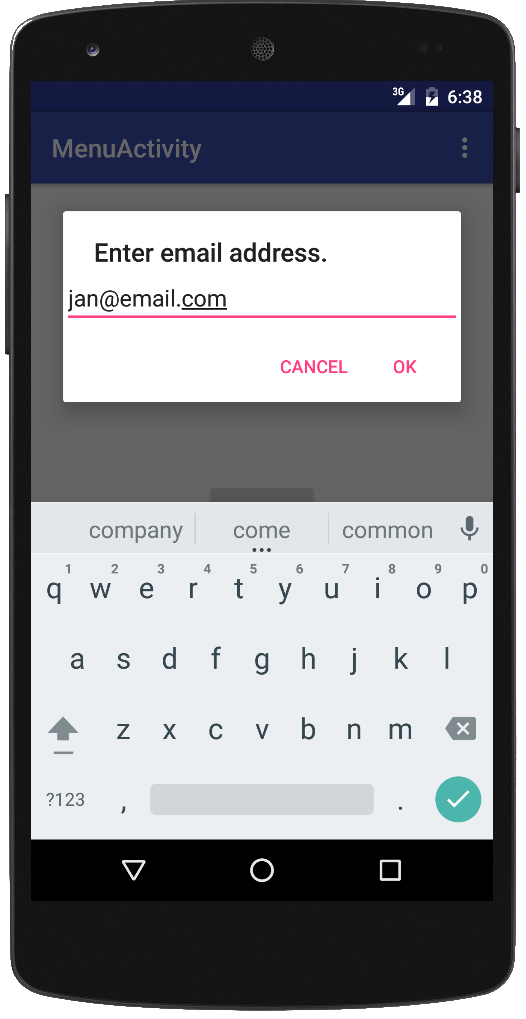 3G 6:38
MenuActivity
Enter email address.
jan@email.com
CANCEL OK
company come common
1 2 3 4 5 6 7 8 9 0
q w e r t y u i o p
a s d f g h j k l
z x c v b n m
?123 , .